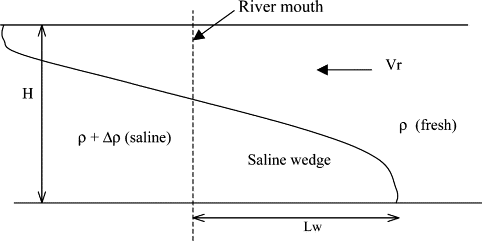 River mouth
Vr
H
ρ (fresh)
ρ + Δρ (saline)
Saline wedge
Lw